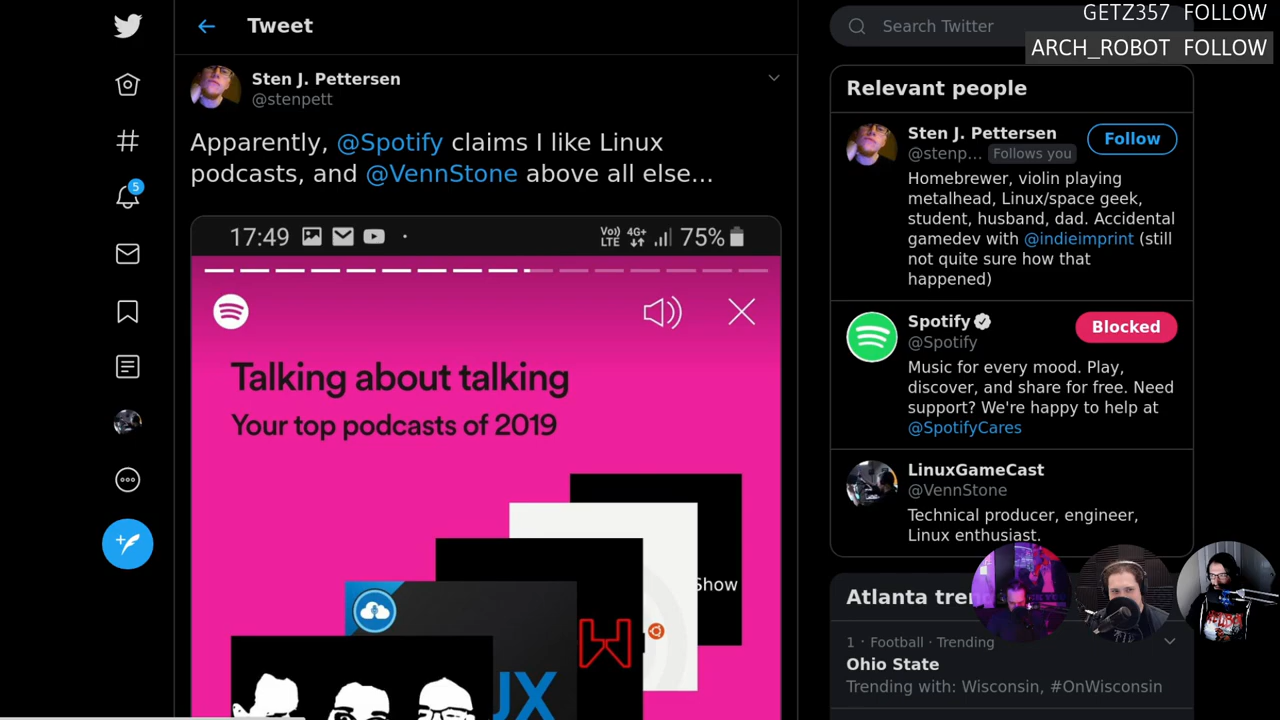 GETZ357 FOLLOW
ARCH_ROBOT FOLLOW
Tweet
Search Twitter
Sten J. Pettersen
@stenpett
Apparently, @Spotify claims I like Linux
podcasts, and @VennStone above all else...
17:49
Vo)) LTE 4G+ 75%
Talking about talking
Your top podcasts of 2019
Show
UX
5
Relevant people
Sten J. Pettersen
@stenp... Follows you
Follow
Homebrewer, violin playing
metalhead, Linux/space geek,
student, husband, dad. Accidental
gamedev with @indieimprint (still
not quite sure how that
happened)
Spotify
@Spotify
Blocked
Music for every mood. Play,
discover, and share for free. Need
support? We're happy to help at
@SpotifyCares
LinuxGameCast
@VennStone
Technical producer, engineer,
Linux enthusiast.
Atlanta tren
1 · Football · Trending
Ohio State
Trending with: Wisconsin, #OnWisconsin